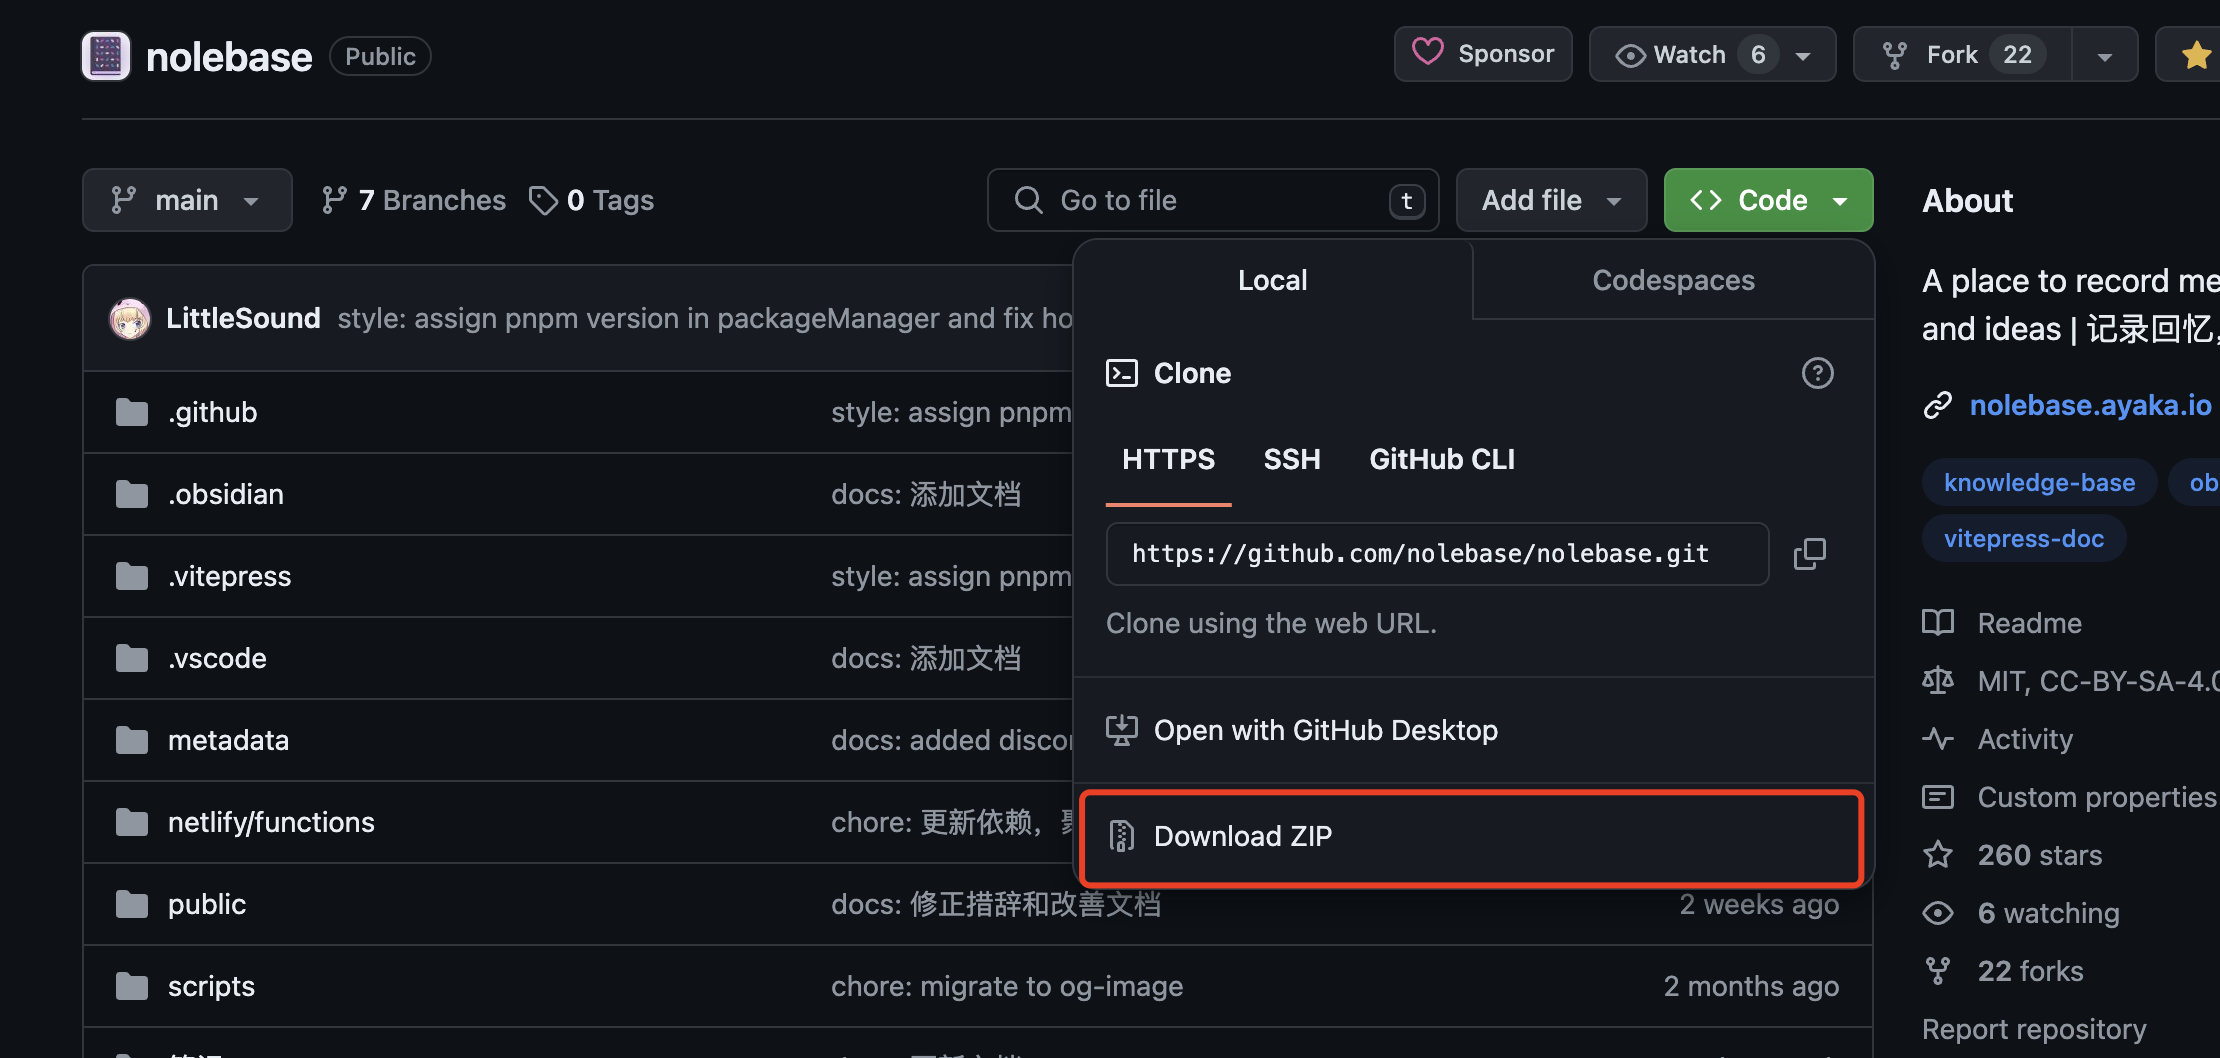 nolebase Public
Sponsor
Watch 6
Fork 22
main
7 Branches
0 Tags
Go to file t
Add file
Code
LittleSound style: assign pnpm version in packageManager and fix ho
.github style: assign pnpm
.obsidian docs: 添加文档
.vitepress style: assign pnpm
.vscode docs: 添加文档
metadata docs: added discor
netlify/functions chore: 更新依赖，
public docs: 修正措辞和改善文档 2 weeks ago
scripts chore: migrate to og-image 2 months ago
Local
Codespaces
Clone
HTTPS SSH GitHub CLI
https://github.com/nolebase/nolebase.git
Clone using the web URL.
Open with GitHub Desktop
Download ZIP
About
A place to record me
and ideas | 记录回忆，
nolebase.ayaka.io
knowledge-base ob
vitepress-doc
Readme
MIT, CC-BY-SA-4.0
Activity
Custom properties
260 stars
6 watching
22 forks
Report repository